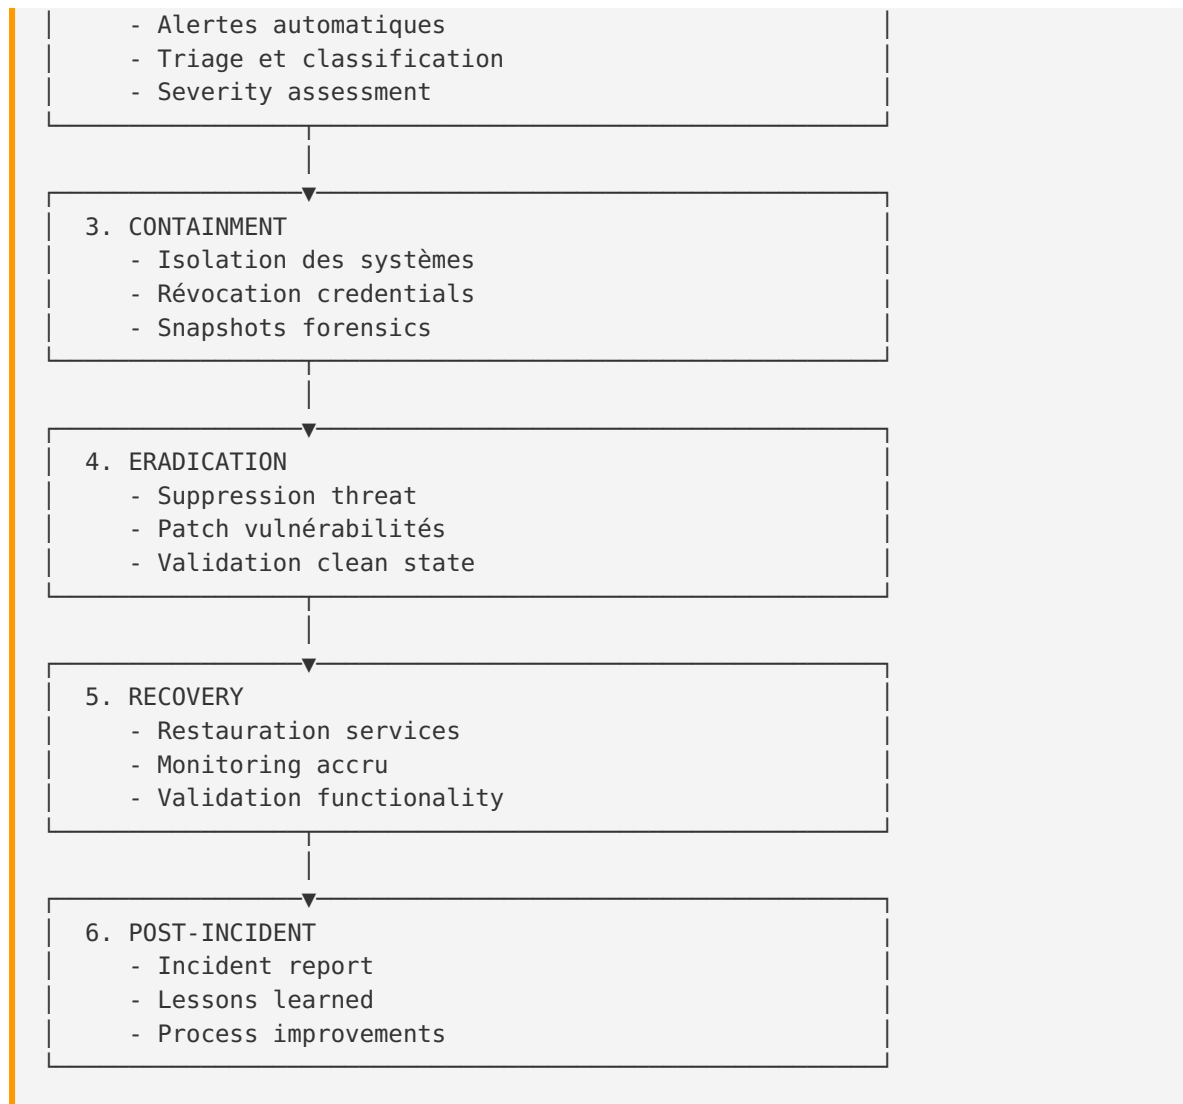 - Alertes automatiques
- Triage et classification
- Severity assessment
3. CONTAINMENT
- Isolation des systèmes
- Révocation credentials
- Snapshots forensics
4. ERADICATION
- Suppression threat
- Patch vulnérabilités
- Validation clean state
5. RECOVERY
- Restauration services
- Monitoring accru
- Validation functionality
6. POST-INCIDENT
- Incident report
- Lessons learned
- Process improvements